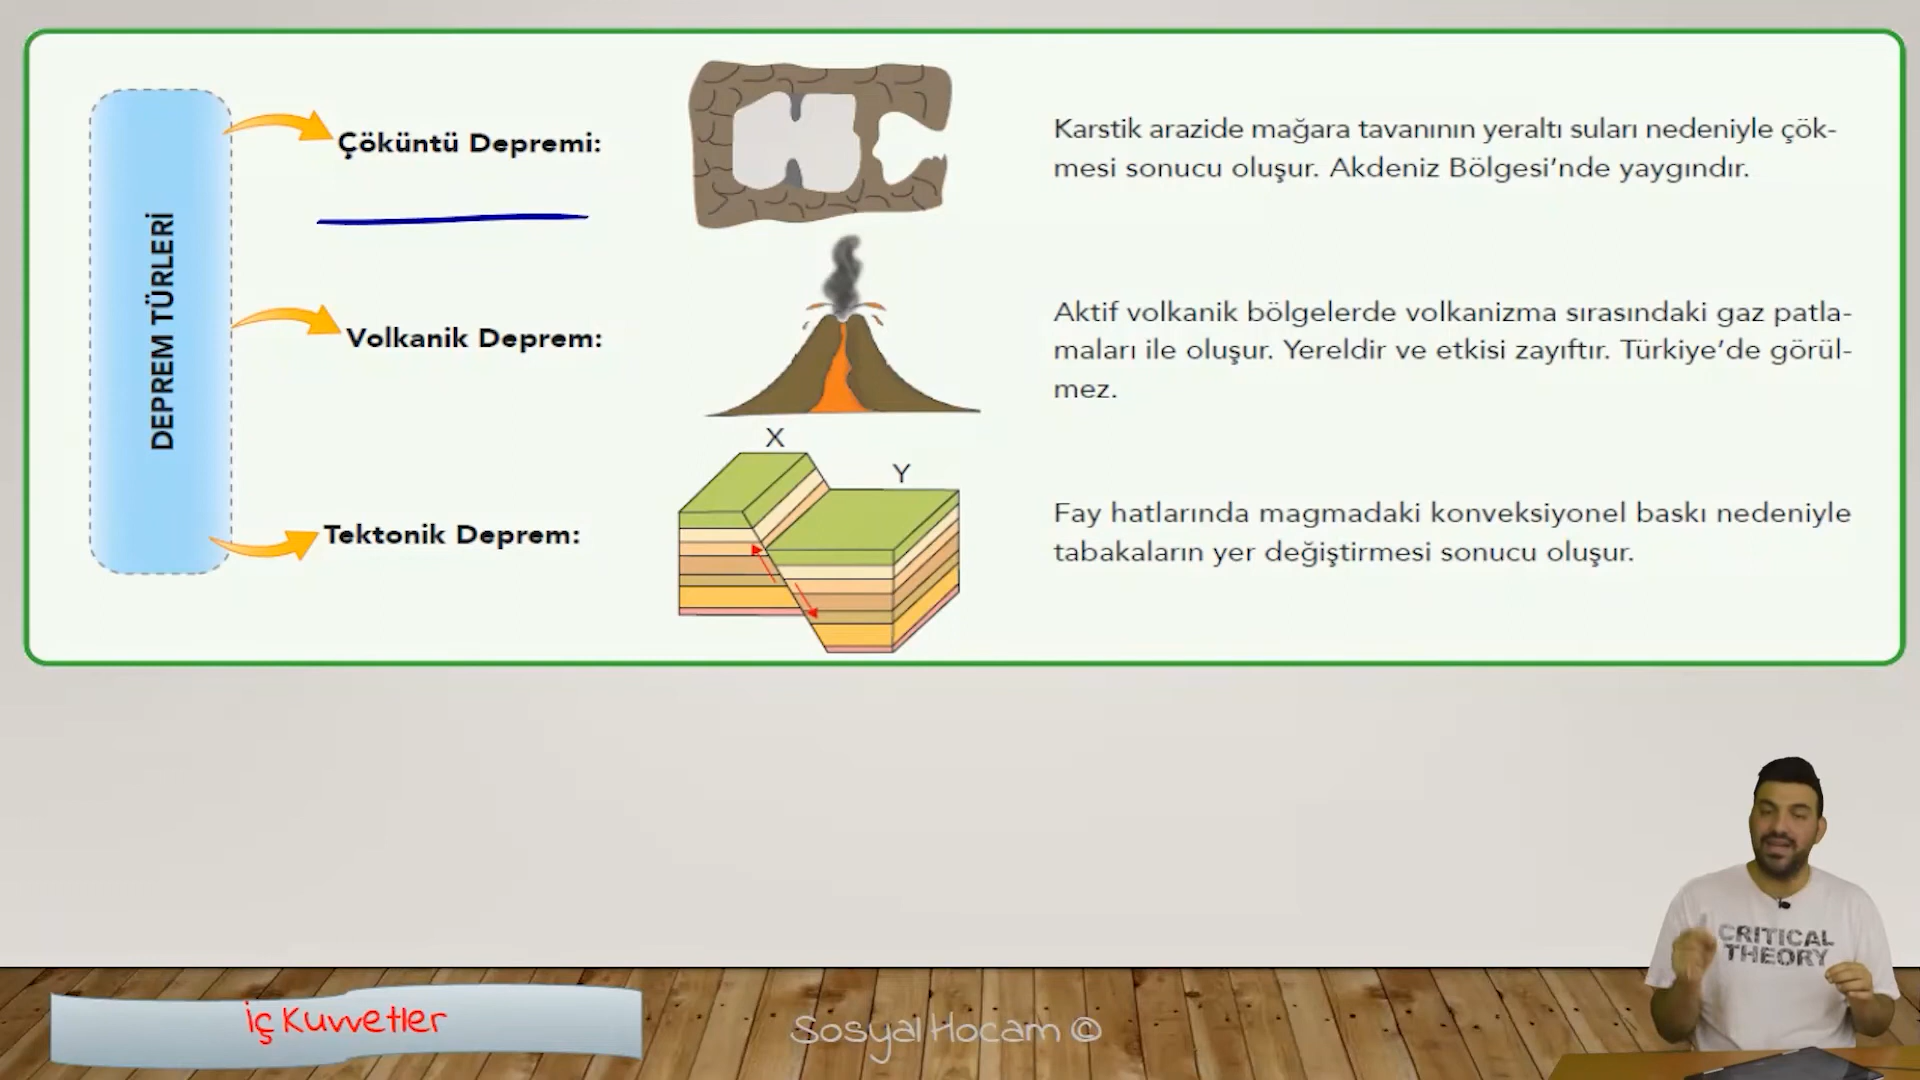 DEPREM TÜRLERİ
Çöküntü Depremi:
Karstik arazide mağara tavanının yeraltı suları nedeniyle çök-
mesi sonucu oluşur. Akdeniz Bölgesi’nde yaygındır.
Volkanik Deprem:
Aktif volkanik bölgelerde volkanizma sırasındaki gaz patla-
maları ile oluşur. Yereldir ve etkisi zayıftır. Türkiye’de görül-
mez.
X
Y
Tektonik Deprem:
Fay hatlarında magmadaki konveksiyonel baskı nedeniyle
tabakaların yer değiştirmesi sonucu oluşur.
CRITICAL
THEORY
İç Kuvvetler
Sosyal Hocam ©